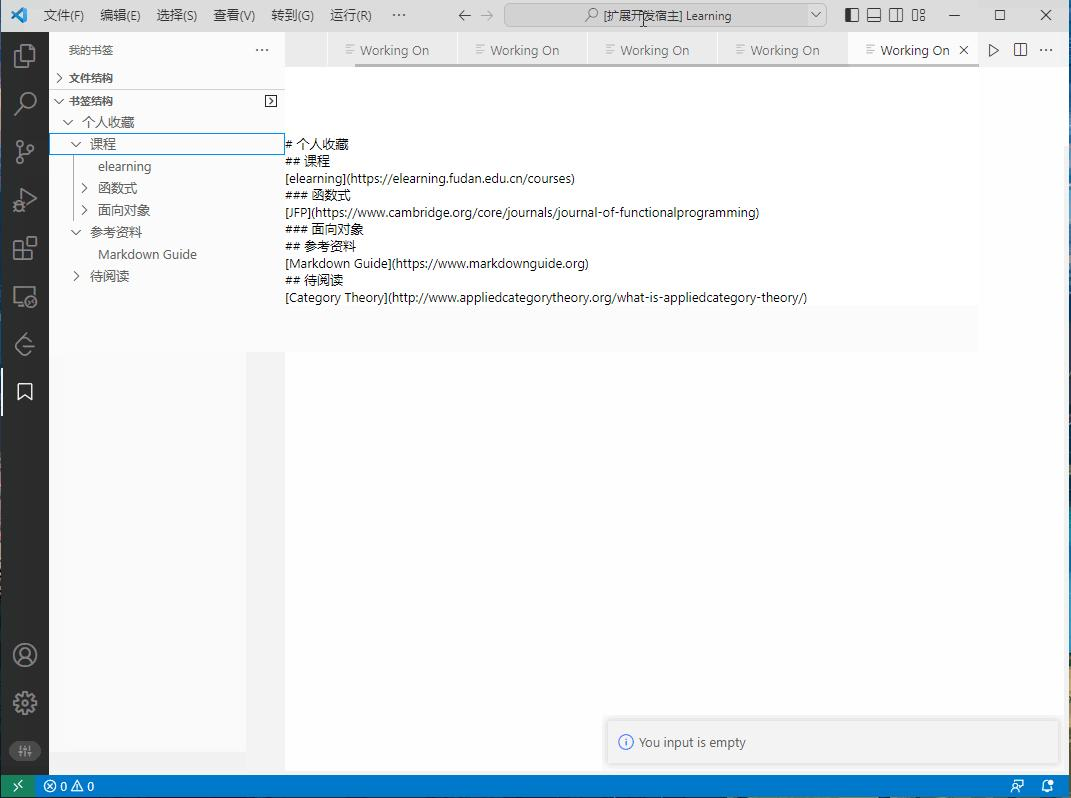 文件(F) 编辑(E) 选择(S) 查看(V) 转到(G) 运行(R) ··· [扩展开发宿主] Learning
我的书签 ···
Working On Working On Working On Working On Working On ···
文件结构
书签结构
个人收藏
课程
elearning
函数式
面向对象
参考资料
Markdown Guide
待阅读
# 个人收藏
## 课程
[elearning](https://elearning.fudan.edu.cn/courses)
### 函数式
[JFP](https://www.cambridge.org/core/journals/journal-of-functionalprogramming)
### 面向对象
## 参考资料
[Markdown Guide](https://www.markdownguide.org)
## 待阅读
[Category Theory](http://www.appliedcategorytheory.org/what-is-appliedcategory-theory/)
You input is empty
0 0